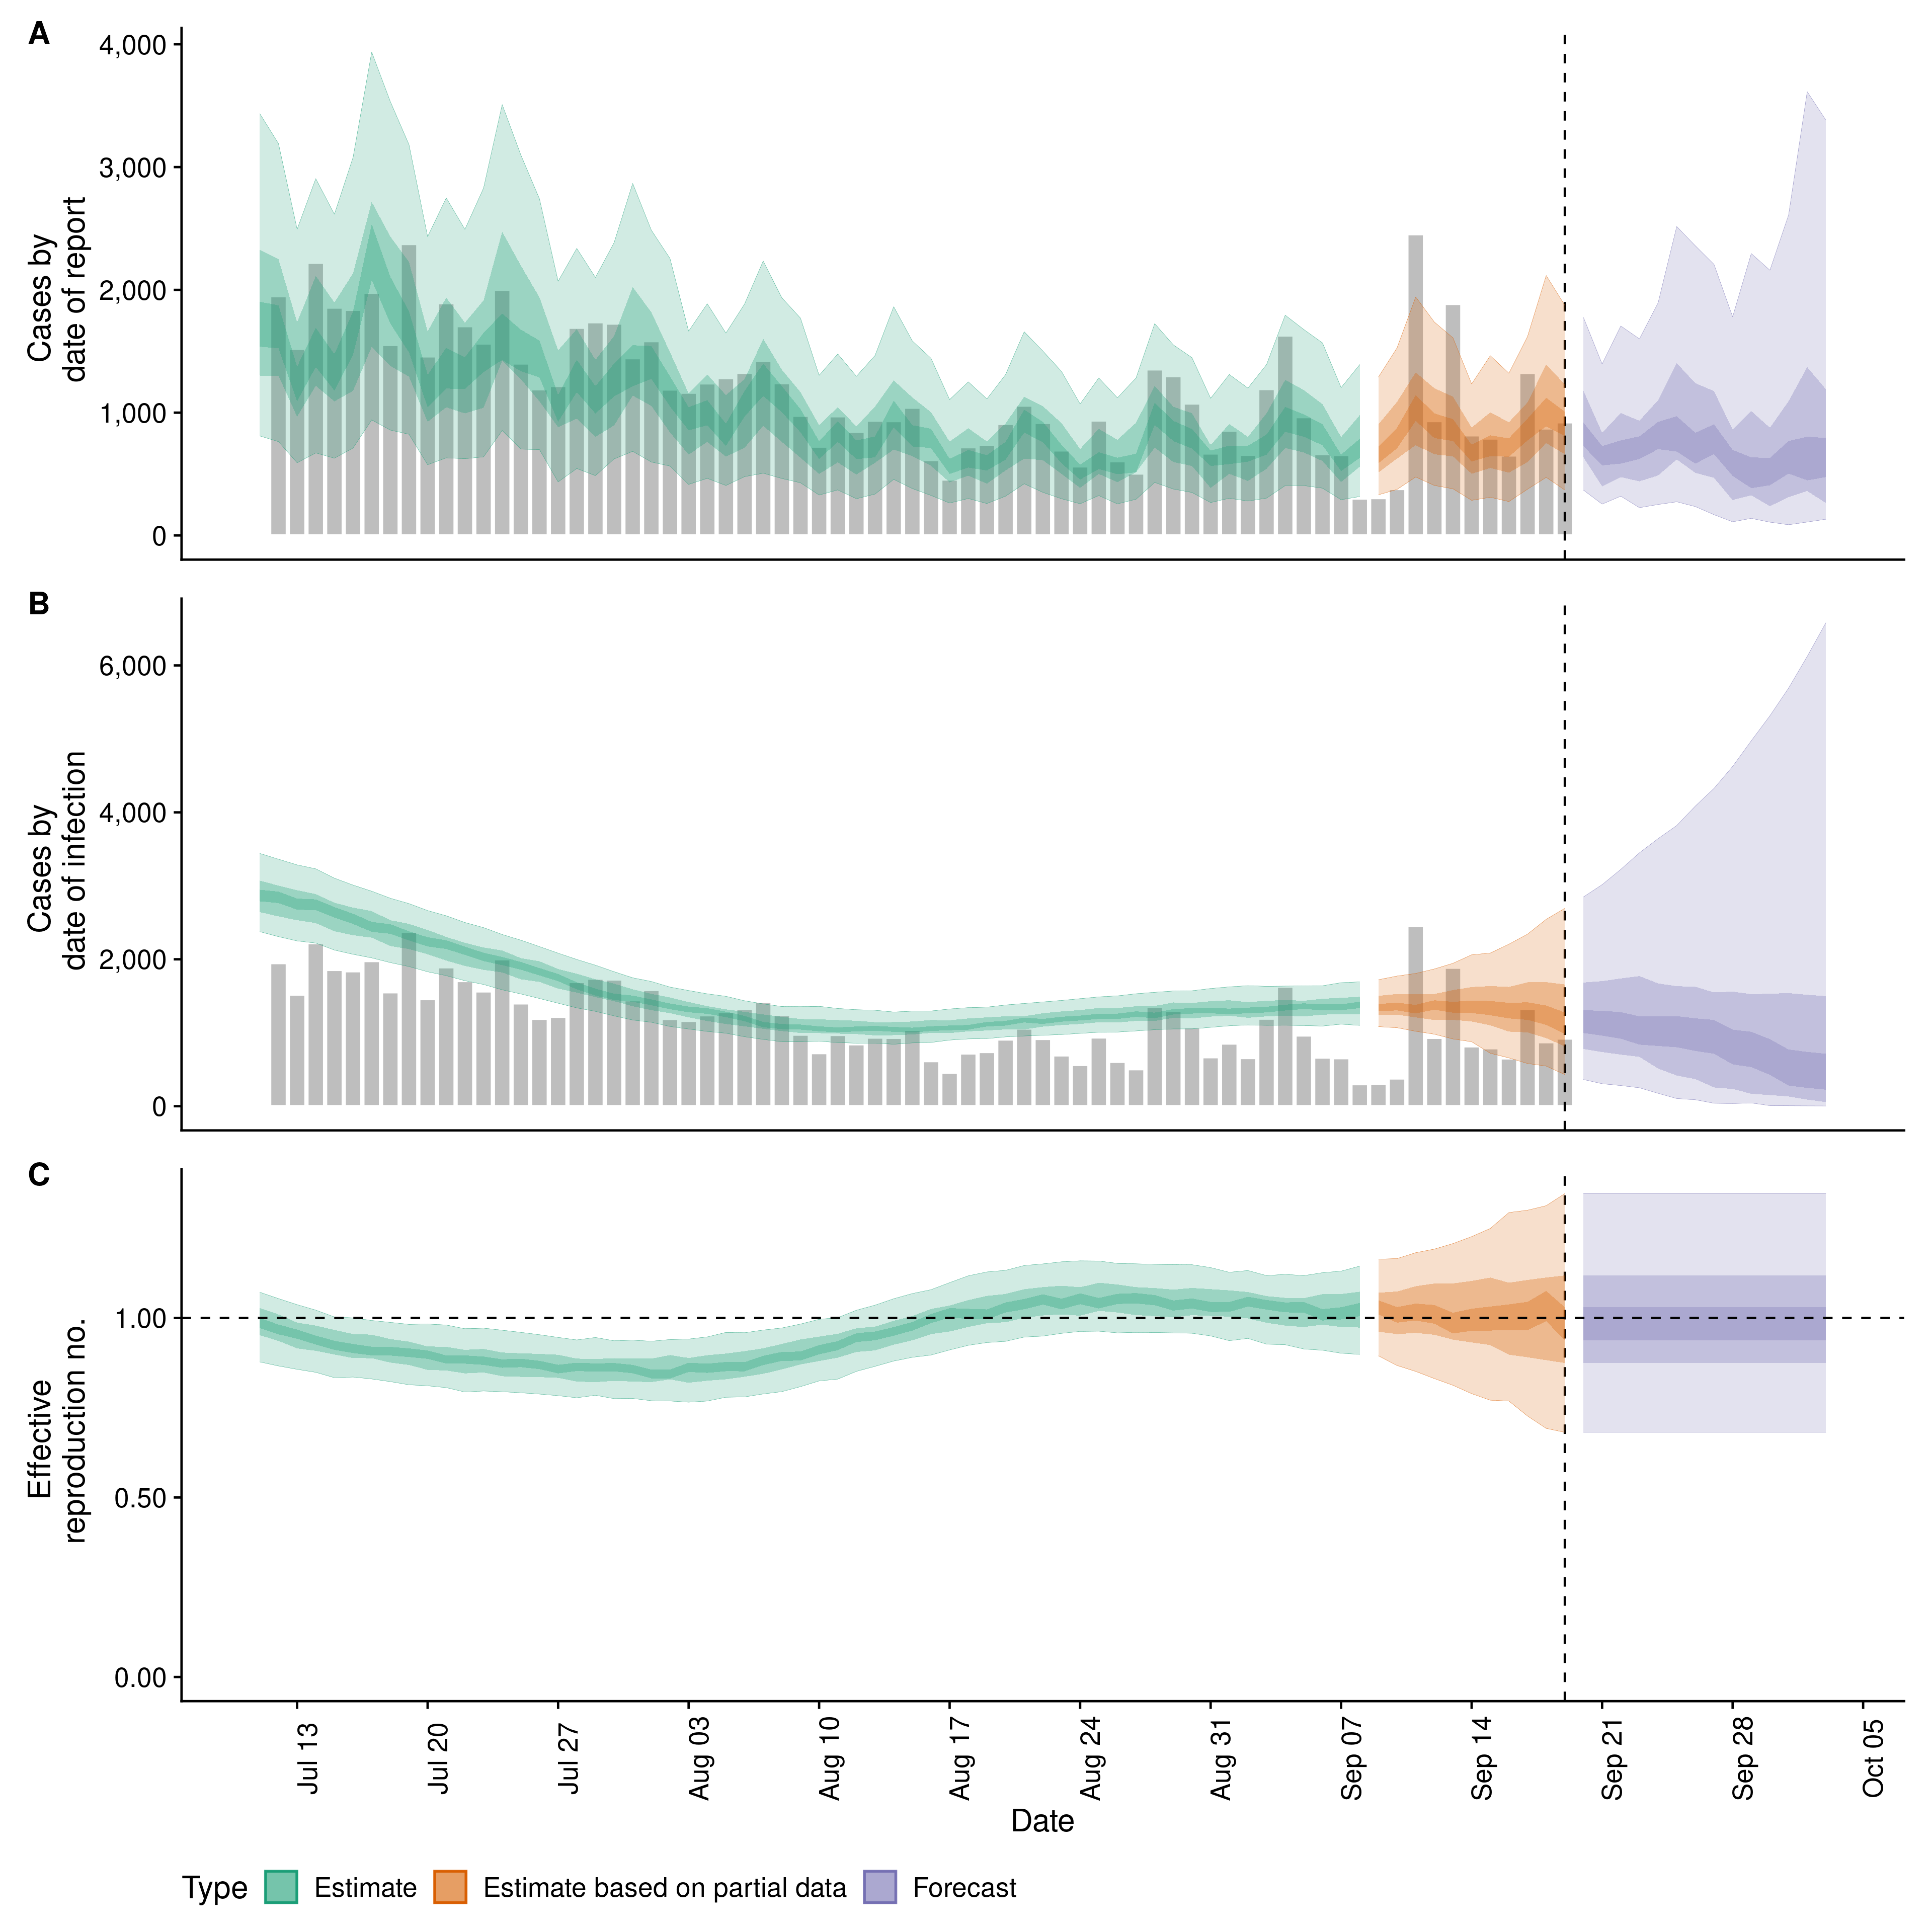 A
Cases by
date of report
4,000
3,000
2,000
1,000
0
B
Cases by
date of infection
6,000
4,000
2,000
0
C
Effective
reproduction no.
1.00
0.50
0.00
Jul 13
Jul 20
Jul 27
Aug 03
Aug 10
Aug 17
Aug 24
Aug 31
Sep 07
Sep 14
Sep 21
Sep 28
Oct 05
Date
Type Estimate Estimate based on partial data Forecast